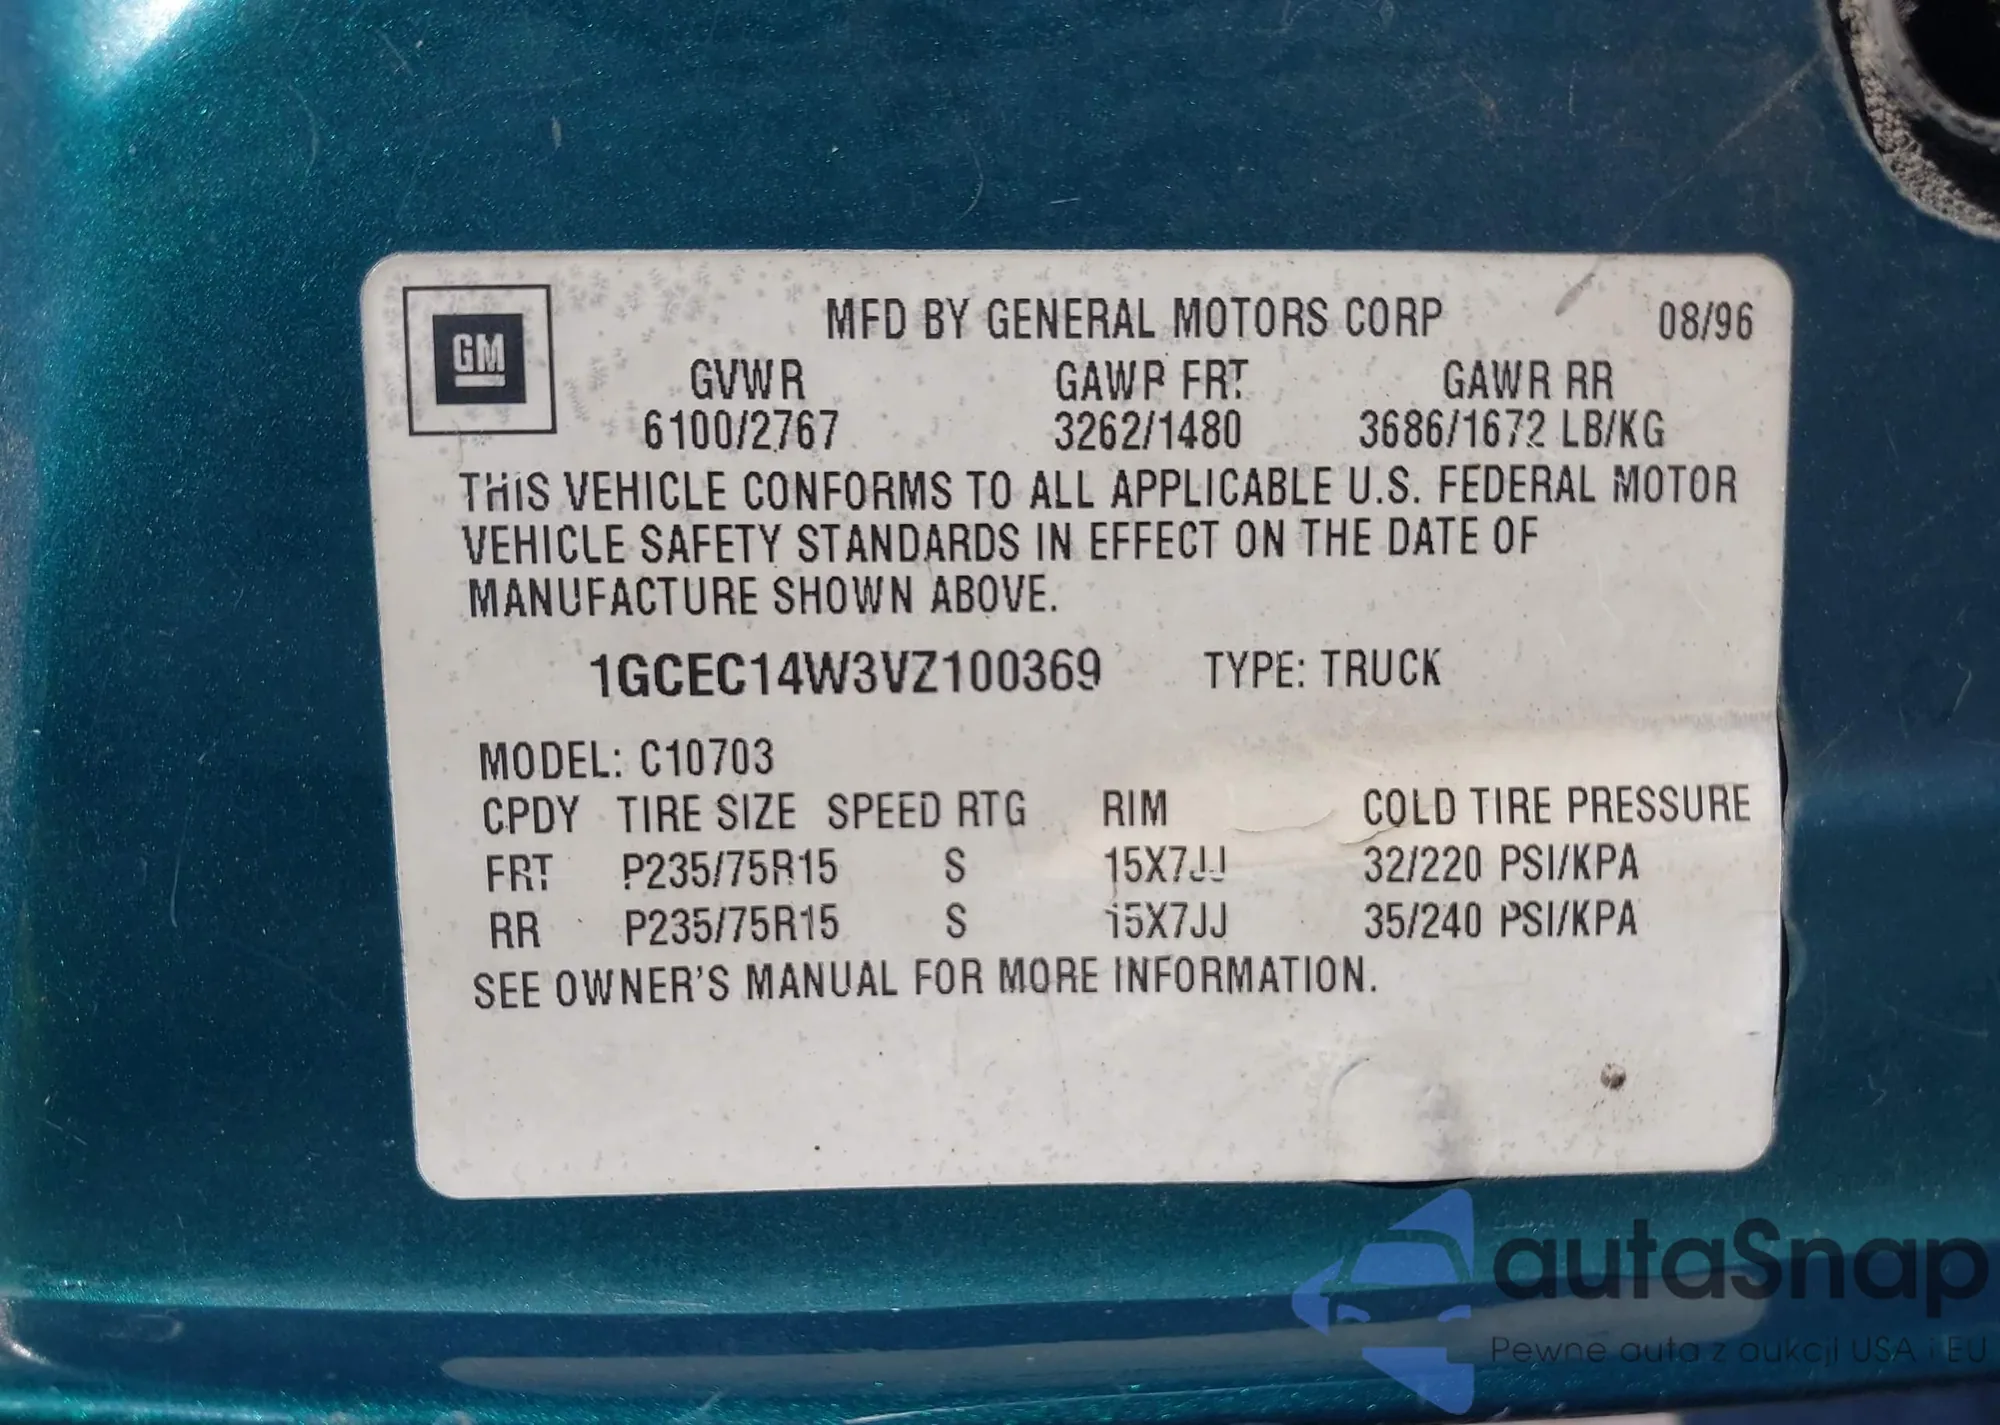 GM
MFD BY GENERAL MOTORS CORP 08/96
GVWR GAWR FRT GAWR RR
6100/2767 3262/1480 3686/1672 LB/KG
THIS VEHICLE CONFORMS TO ALL APPLICABLE U.S. FEDERAL MOTOR
VEHICLE SAFETY STANDARDS IN EFFECT ON THE DATE OF
MANUFACTURE SHOWN ABOVE.
1GCEC14W3VZ100369 TYPE: TRUCK
MODEL: C10703
CPDY TIRE SIZE SPEED RTG RIM COLD TIRE PRESSURE
FRT P235/75R15 S 15X7JJ 32/220 PSI/KPA
RR P235/75R15 S 15X7JJ 35/240 PSI/KPA
SEE OWNER'S MANUAL FOR MORE INFORMATION.
autaSnap
Pewne auta z aukcji USA i EU